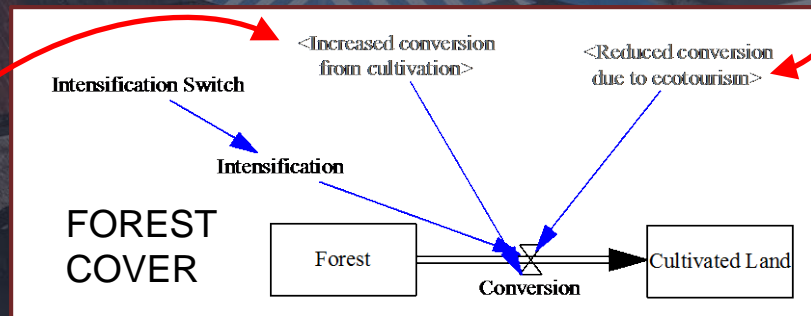 <Increased conversion
from cultivation>
<Reduced conversion
due to ecotourism>
Intensification Switch
Intensification
FOREST
COVER
Forest
Conversion
Cultivated Land